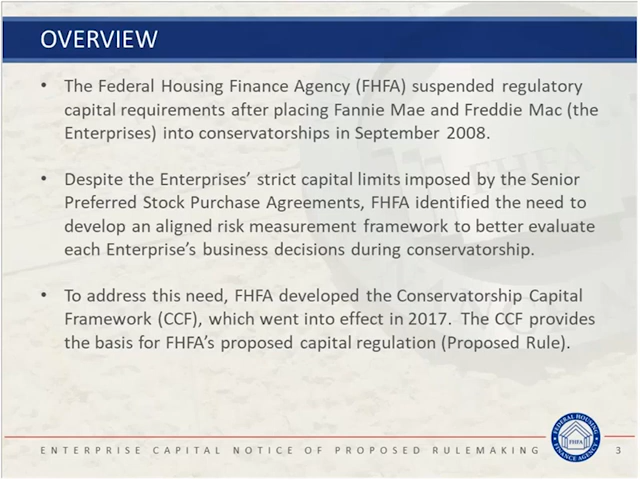 OVERVIEW
• The Federal Housing Finance Agency (FHFA) suspended regulatory
capital requirements after placing Fannie Mae and Freddie Mac (the
Enterprises) into conservatorships in September 2008.
• Despite the Enterprises’ strict capital limits imposed by the Senior
Preferred Stock Purchase Agreements, FHFA identified the need to
develop an aligned risk measurement framework to better evaluate
each Enterprise’s business decisions during conservatorship.
• To address this need, FHFA developed the Conservatorship Capital
Framework (CCF), which went into effect in 2017. The CCF provides
the basis for FHFA’s proposed capital regulation (Proposed Rule).
ENTERPRISE CAPITAL NOTICE OF PROPOSED RULEMAKING
FEDERAL HOUSING
FHFA
FINANCE AGENCY
3